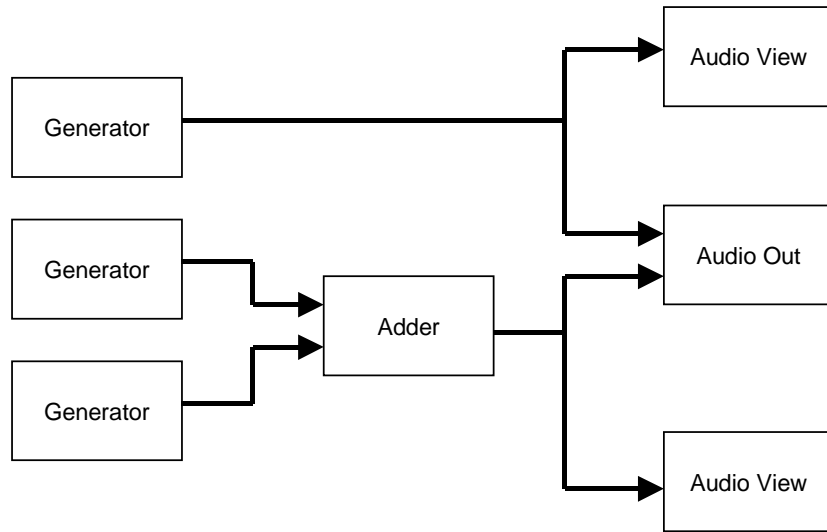 Audio View
Generator
Generator
Audio Out
Adder
Generator
Audio View